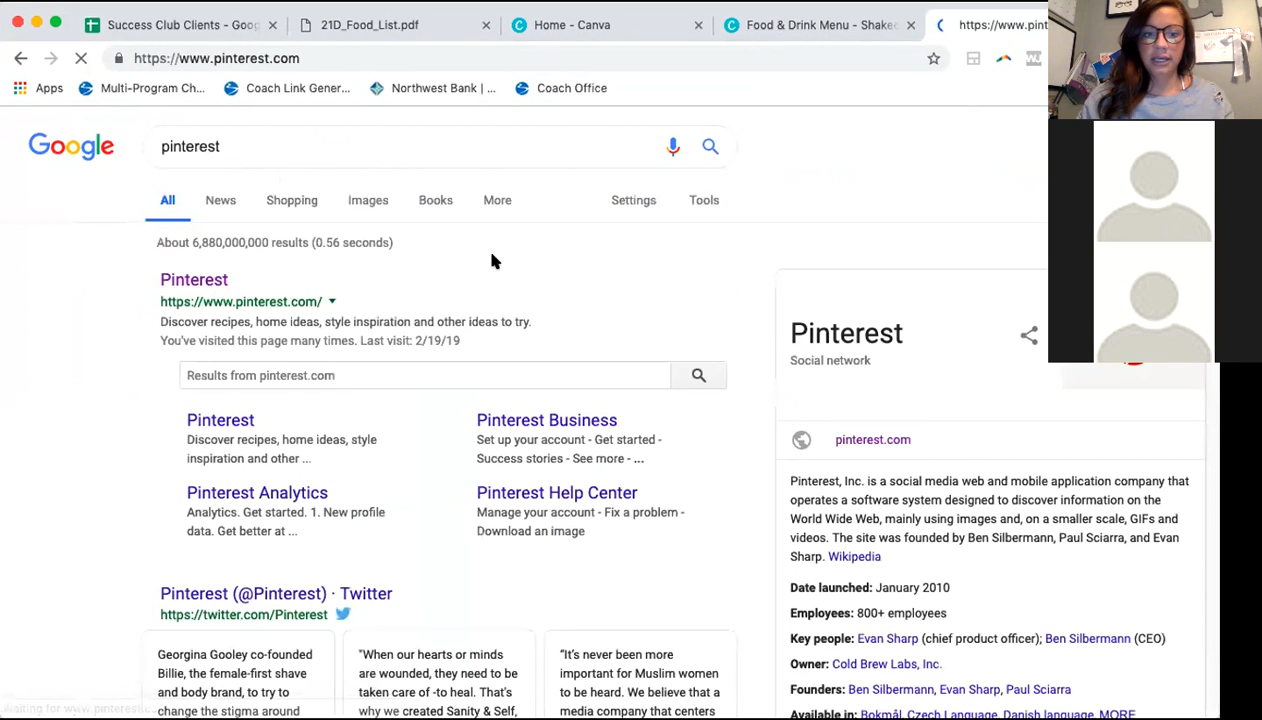 Success Club Clients - Goog
21D_Food_List.pdf
Home - Canva
Food & Drink Menu - Shake
https://www.pint
https://www.pinterest.com
Apps
Multi-Program Ch...
Coach Link Gener...
Northwest Bank | ...
Coach Office
Google
pinterest
All News Shopping Images Books More Settings Tools
About 6,880,000,000 results (0.56 seconds)
Pinterest
https://www.pinterest.com/
Discover recipes, home ideas, style inspiration and other ideas to try.
You've visited this page many times. Last visit: 2/19/19
Results from pinterest.com
Pinterest
Discover recipes, home ideas, style
inspiration and other ...
Pinterest Business
Set up your account - Get started -
Success stories - See more - ...
Pinterest Analytics
Analytics. Get started. 1. New profile
data. Get better at ...
Pinterest Help Center
Manage your account - Fix a problem -
Download an image
Pinterest (@Pinterest) · Twitter
https://twitter.com/Pinterest
Georgina Gooley co-founded
Billie, the female-first shave
and body brand, to try to
change the stigma around
"When our hearts or minds
are wounded, they need to be
taken care of -to heal. That's
why we created Sanity & Self,
"It's never been more
important for Muslim women
to be heard. We believe that a
media company that centers
Pinterest
Social network
pinterest.com
Pinterest, Inc. is a social media web and mobile application company that
operates a software system designed to discover information on the
World Wide Web, mainly using images and, on a smaller scale, GIFs and
videos. The site was founded by Ben Silbermann, Paul Sciarra, and Evan
Sharp. Wikipedia
Date launched: January 2010
Employees: 800+ employees
Key people: Evan Sharp (chief product officer); Ben Silbermann (CEO)
Owner: Cold Brew Labs, Inc.
Founders: Ben Silbermann, Evan Sharp, Paul Sciarra
Available in: Bokmål, Czech Language, Danish language, MORE
Waiting for www.pinterest.c